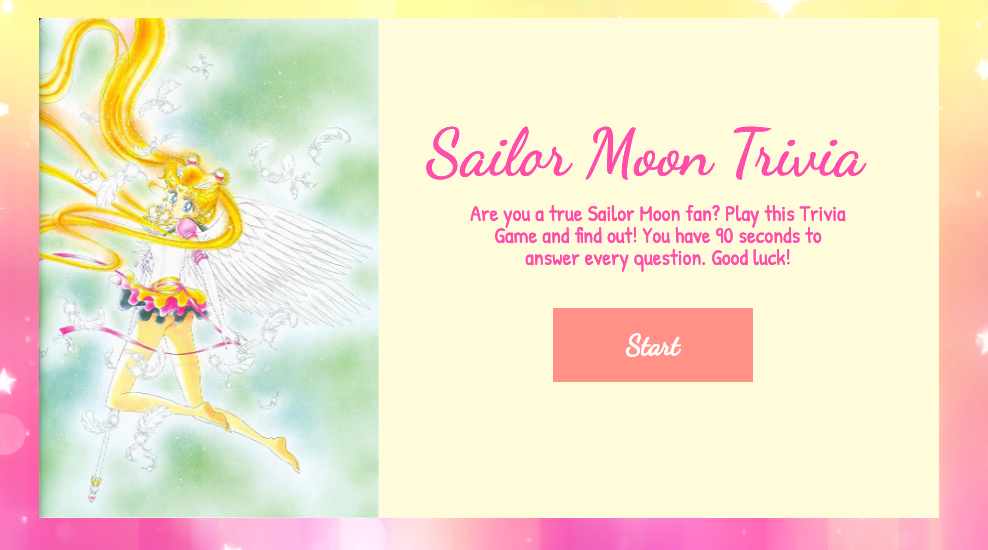 Sailor Moon Trivia
Are you a true Sailor Moon fan? Play this Trivia
Game and find out! You have 90 seconds to
answer every question. Good luck!
Start